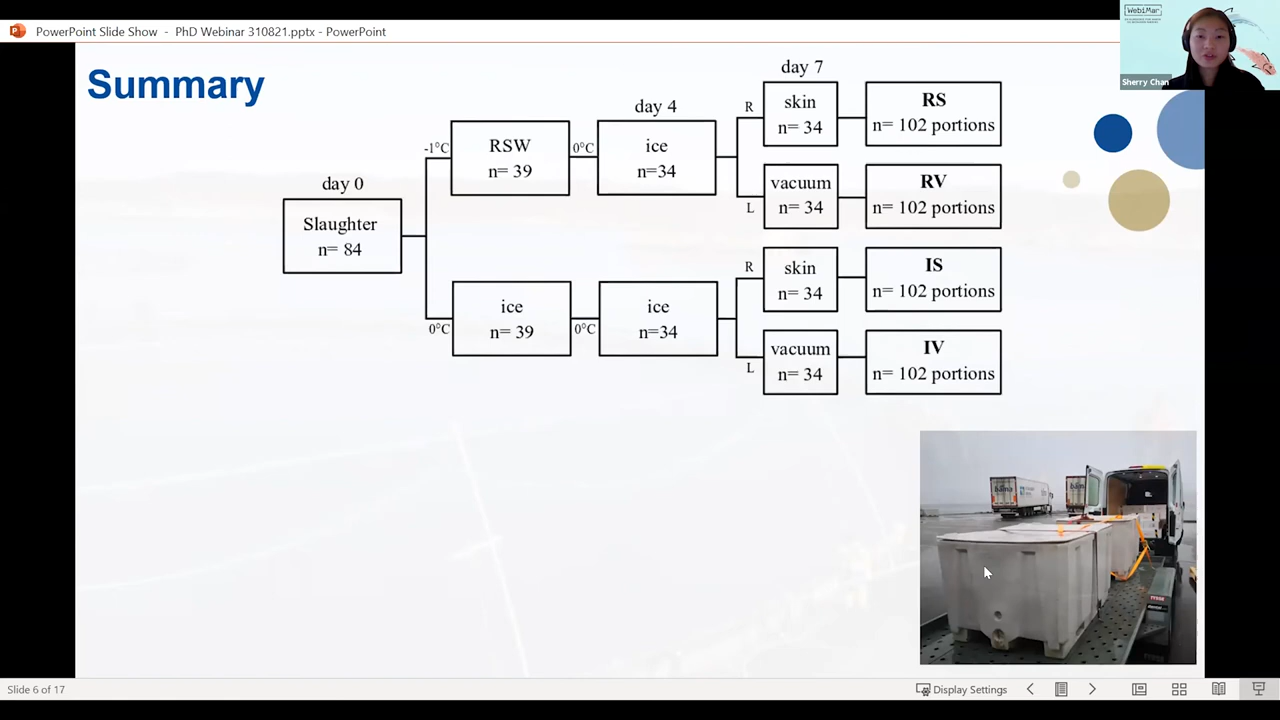 PowerPoint Slide Show - PhD Webinar 310821.pptx - PowerPoint
WebiMar
Sherry Chan
Summary
day 0
Slaughter
n= 84
-1°C
RSW
n= 39
0°C
day 4
ice
n=34
day 7
R
skin
n= 34
RS
n= 102 portions
L
vacuum
n= 34
RV
n= 102 portions
0°C
ice
n= 39
0°C
ice
n=34
R
skin
n= 34
IS
n= 102 portions
L
vacuum
n= 34
IV
n= 102 portions
bama
bama
Slide 6 of 17
Display Settings